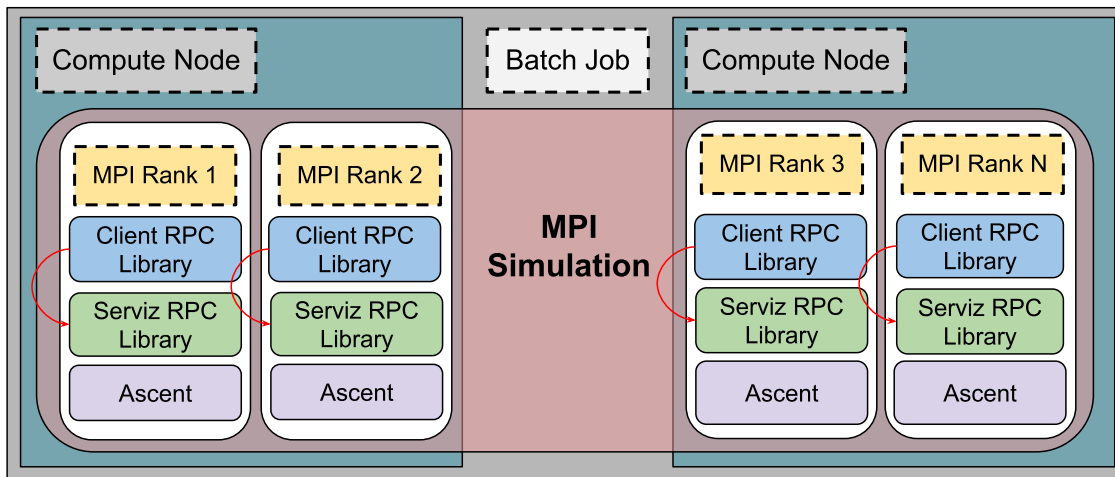 Compute Node
Batch Job
Compute Node
MPI Rank 1
Client RPC
Library
Serviz RPC
Library
Ascent
MPI Rank 2
Client RPC
Library
Serviz RPC
Library
Ascent
MPI
Simulation
MPI Rank 3
Client RPC
Library
Serviz RPC
Library
Ascent
MPI Rank N
Client RPC
Library
Serviz RPC
Library
Ascent